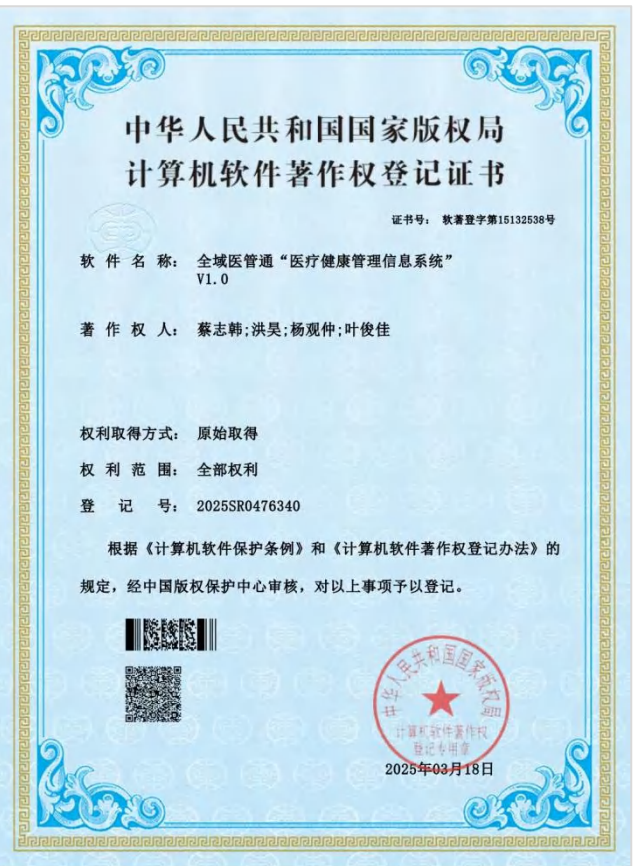 中华人民共和国国家版权局
计算机软件著作权登记证书
证书号: 软著登字第15132538号
软 件 名 称: 全域医管通“医疗健康管理信息系统”
V1.0
著 作 权 人: 蔡志韩;洪昊;杨观仲;叶俊佳
权利取得方式: 原始取得
权 利 范 围: 全部权利
登 记 号: 2025SR0476340
根据《计算机软件保护条例》和《计算机软件著作权登记办法》的
规定,经中国版权保护中心审核,对以上事项予以登记。
中华人民共和国国家版权局
计算机软件著作权
登记专用章
2025年03月18日